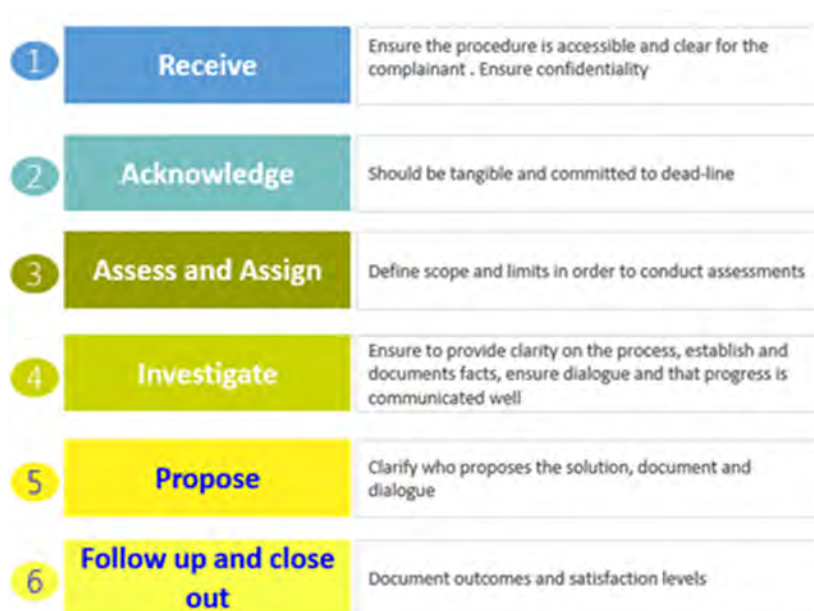 1
Receive
Ensure the procedure is accessible and clear for the
complainant . Ensure confidentiality
2
Acknowledge
Should be tangible and committed to dead-line
3
Assess and Assign
Define scope and limits in order to conduct assessments
4
Investigate
Ensure to provide clarity on the process, establish and
documents facts, ensure dialogue and that progress is
communicated well
5
Propose
Clarify who proposes the solution, document and
dialogue
6
Follow up and close
out
Document outcomes and satisfaction levels